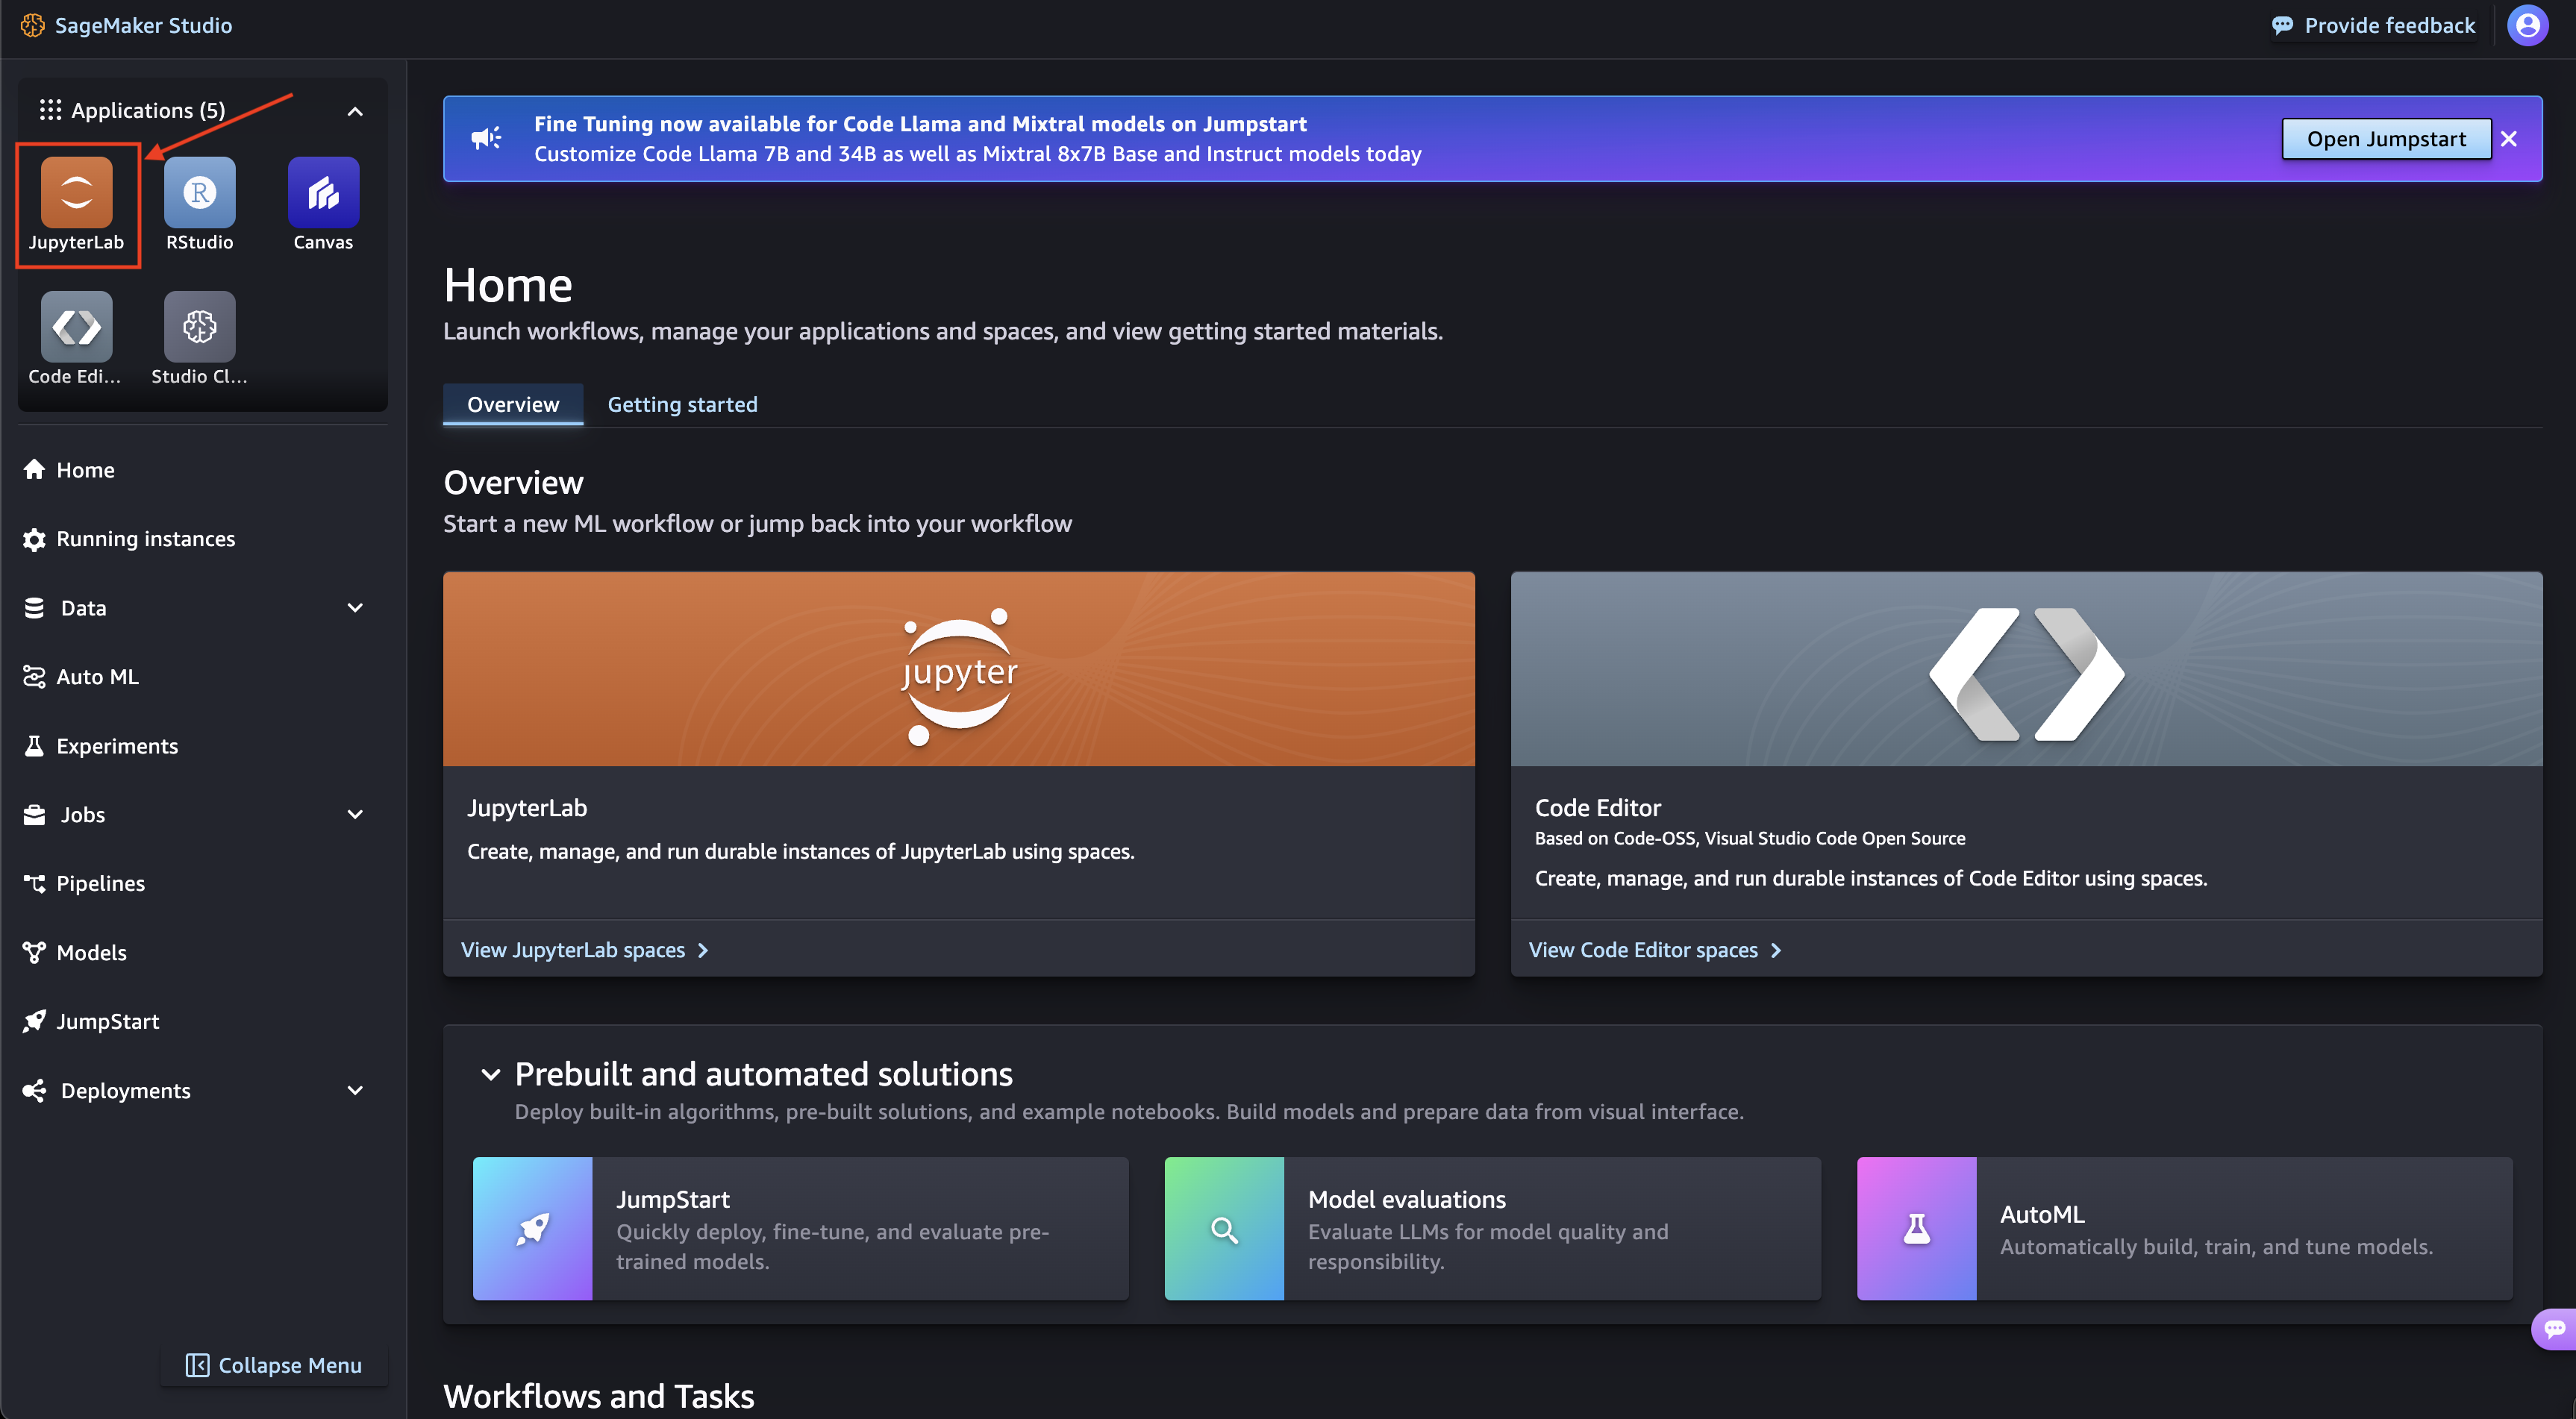 SageMaker Studio
Provide feedback
Applications (5)
JupyterLab
RStudio
Canvas
Code Edi...
Studio Cl...
Home
Running instances
Data
Auto ML
Experiments
Jobs
Pipelines
Models
JumpStart
Deployments
Collapse Menu
Fine Tuning now available for Code Llama and Mixtral models on Jumpstart
Customize Code Llama 7B and 34B as well as Mixtral 8x7B Base and Instruct models today
Open Jumpstart
Home
Launch workflows, manage your applications and spaces, and view getting started materials.
Overview
Getting started
Overview
Start a new ML workflow or jump back into your workflow
jupyter
JupyterLab
Create, manage, and run durable instances of JupyterLab using spaces.
View JupyterLab spaces
Code Editor
Based on Code-OSS, Visual Studio Code Open Source
Create, manage, and run durable instances of Code Editor using spaces.
View Code Editor spaces
Prebuilt and automated solutions
Deploy built-in algorithms, pre-built solutions, and example notebooks. Build models and prepare data from visual interface.
JumpStart
Quickly deploy, fine-tune, and evaluate pre-
trained models.
Model evaluations
Evaluate LLMs for model quality and
responsibility.
AutoML
Automatically build, train, and tune models.
Workflows and Tasks